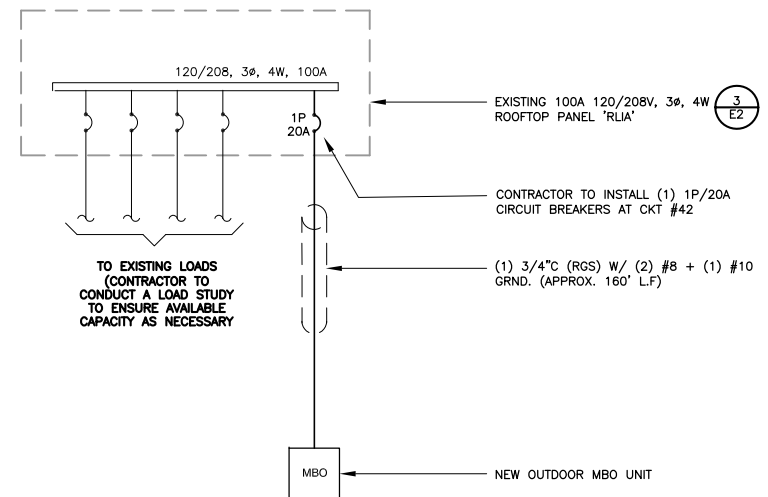 120/208, 3ø, 4W, 100A
1P
20A
EXISTING 100A 120/208V, 3ø, 4W
ROOFTOP PANEL 'RLIA'
3
E2
CONTRACTOR TO INSTALL (1) 1P/20A
CIRCUIT BREAKERS AT CKT #42
TO EXISTING LOADS
(CONTRACTOR TO
CONDUCT A LOAD STUDY
TO ENSURE AVAILABLE
CAPACITY AS NECESSARY
(1) 3/4"C (RGS) W/ (2) #8 + (1) #10
GRND. (APPROX. 160' L.F)
MBO
NEW OUTDOOR MBO UNIT